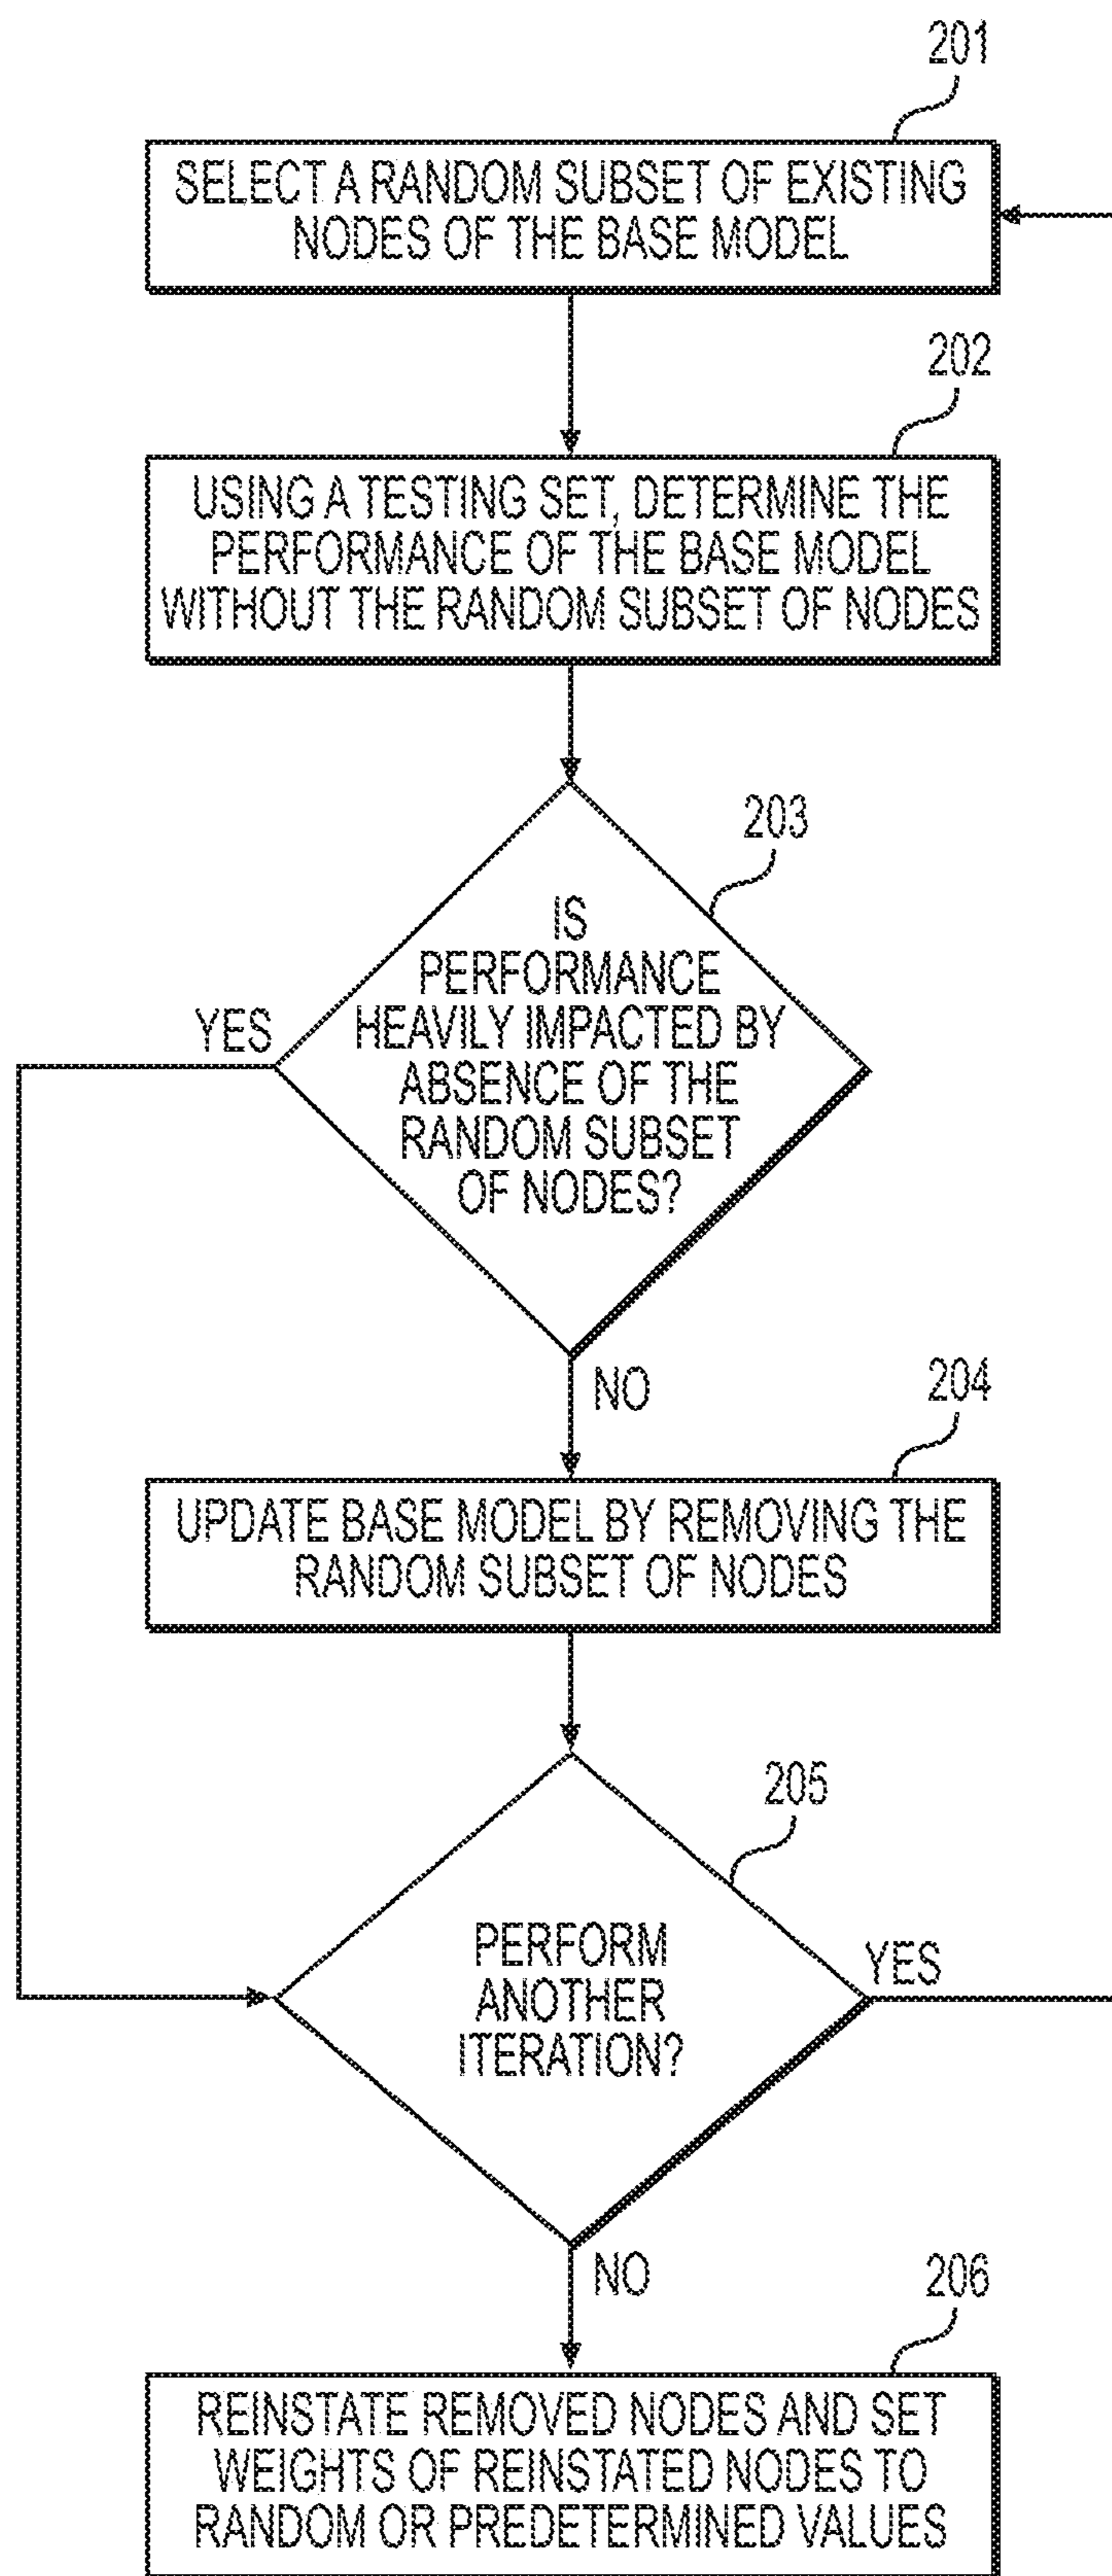 201
SELECT A RANDOM SUBSET OF EXISTING
NODES OF THE BASE MODEL
202
USING A TESTING SET, DETERMINE THE
PERFORMANCE OF THE BASE MODEL
WITHOUT THE RANDOM SUBSET OF NODES
203
IS
PERFORMANCE
HEAVILY IMPACTED BY
ABSENCE OF THE
RANDOM SUBSET
OF NODES?
YES
NO
204
UPDATE BASE MODEL BY REMOVING THE
RANDOM SUBSET OF NODES
205
PERFORM
ANOTHER
ITERATION?
YES
NO
206
REINSTATE REMOVED NODES AND SET
WEIGHTS OF REINSTATED NODES TO
RANDOM OR PREDETERMINED VALUES